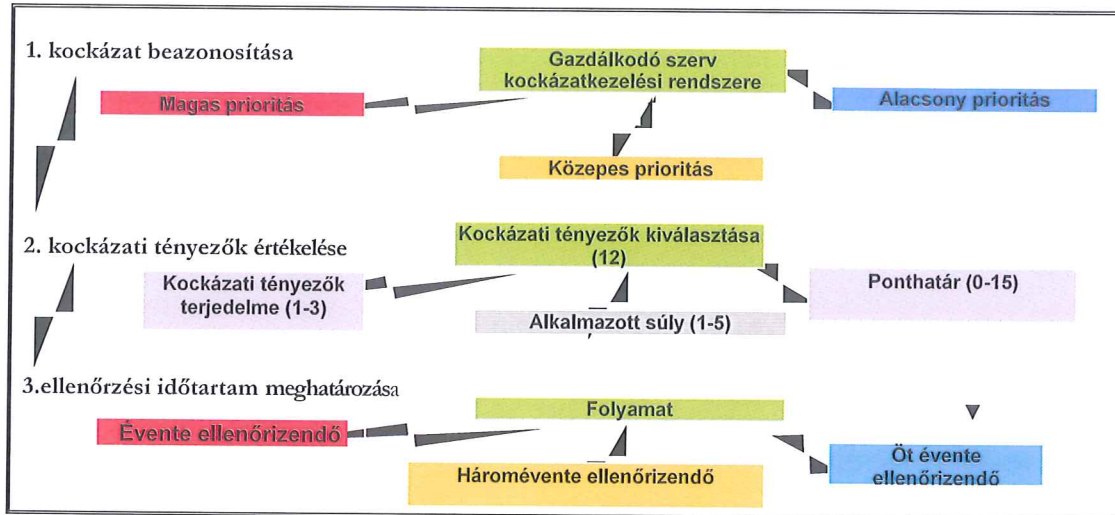 1. kockázat beazonosítása
Gazdálkodó szerv
kockázatkezelési rendszere
Magas prioritás
Alacsony prioritás
Közepes prioritás
2. kockázati tényezők értékelése
Kockázati tényezők kiválasztása
(12)
Kockázati tényezők
terjedelme (1-3)
Ponthatár (0-15)
Alkalmazott súly (1-5)
3.ellenőrzési időtartam meghatározása
Folyamat
Évente ellenőrizendő
Háromévente ellenőrizendő
Öt évente
ellenőrizendő